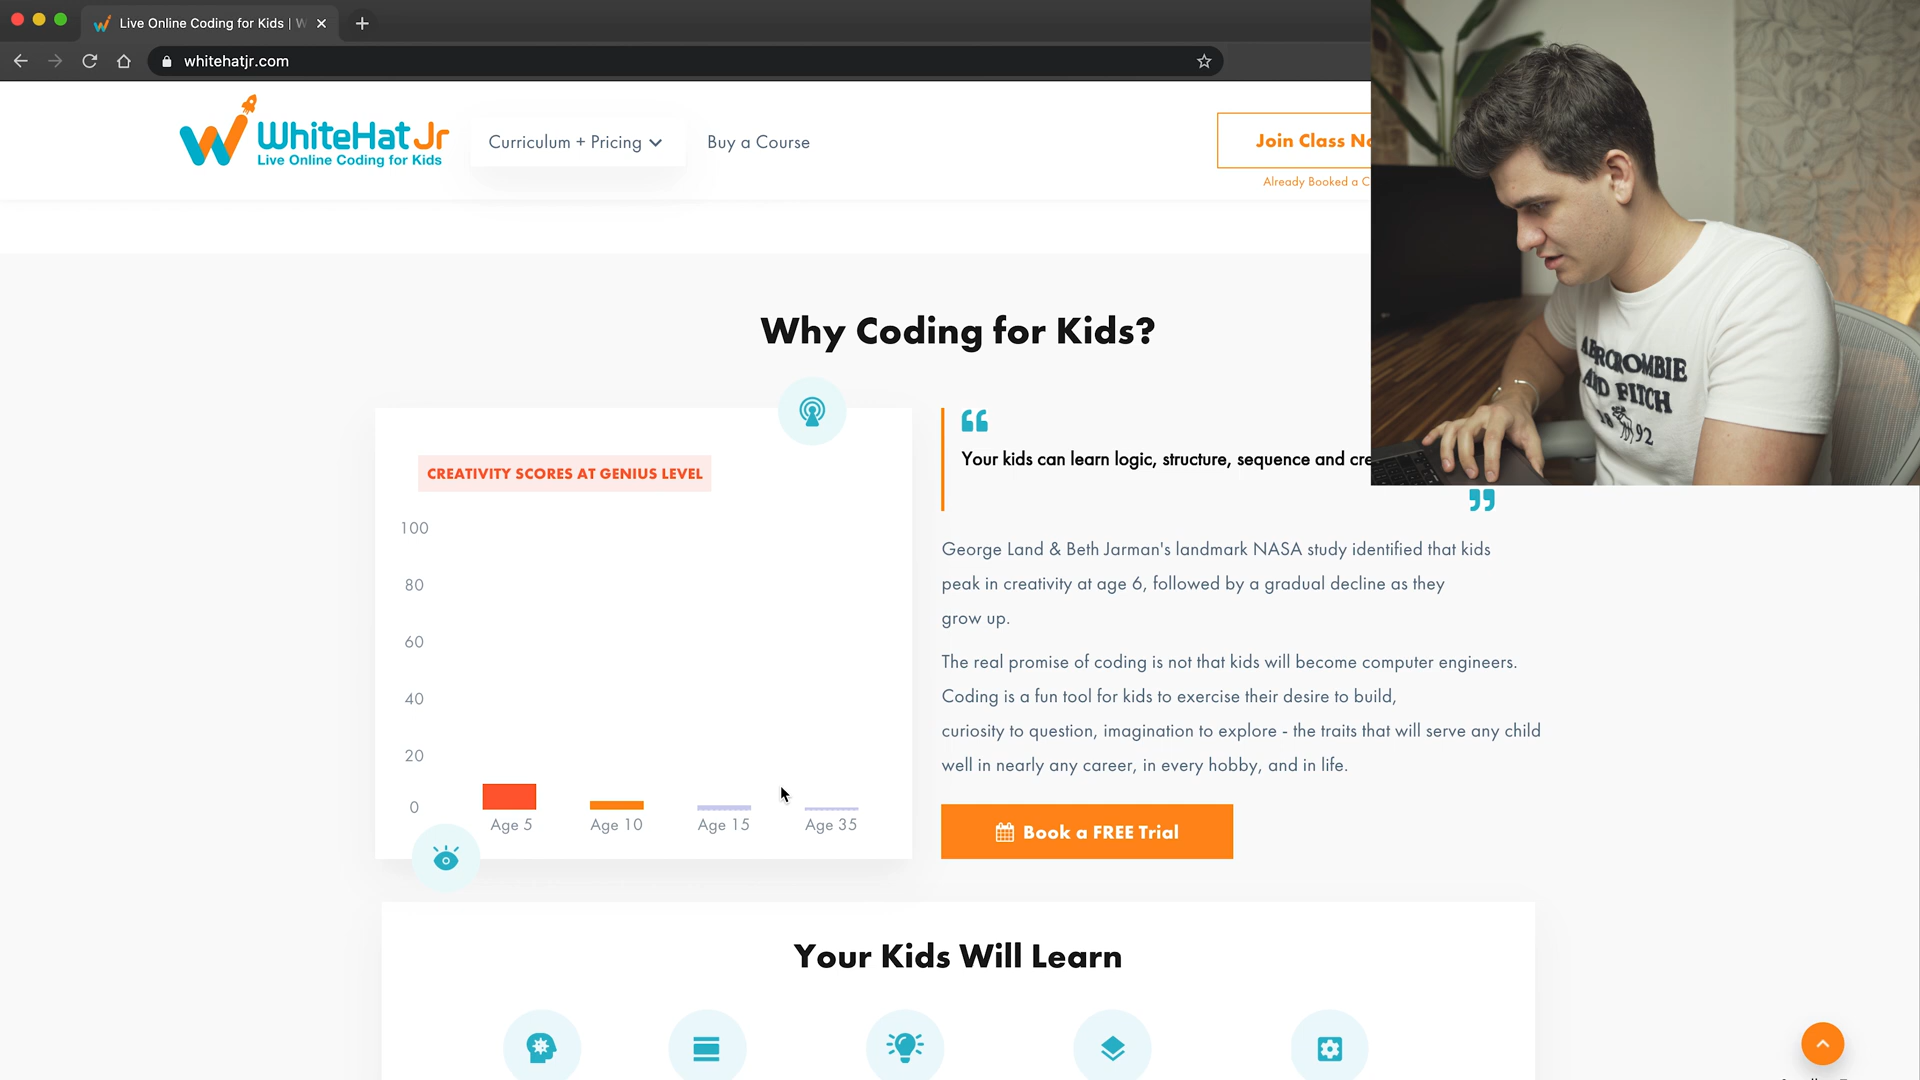 Live Online Coding for Kids | W
whitehatjr.com
WhiteHat Jr
Live Online Coding for Kids
Curriculum + Pricing
Buy a Course
Join Class No
Already Booked a C
Why Coding for Kids?
CREATIVITY SCORES AT GENIUS LEVEL
100
80
60
40
20
0
Age 5 Age 10 Age 15 Age 35
“
Your kids can learn logic, structure, sequence and cre
”
George Land & Beth Jarman's landmark NASA study identified that kids
peak in creativity at age 6, followed by a gradual decline as they
grow up.
The real promise of coding is not that kids will become computer engineers.
Coding is a fun tool for kids to exercise their desire to build,
curiosity to question, imagination to explore - the traits that will serve any child
well in nearly any career, in every hobby, and in life.
Book a FREE Trial
Your Kids Will Learn
ABERCROMBIE
AND FITCH
1892